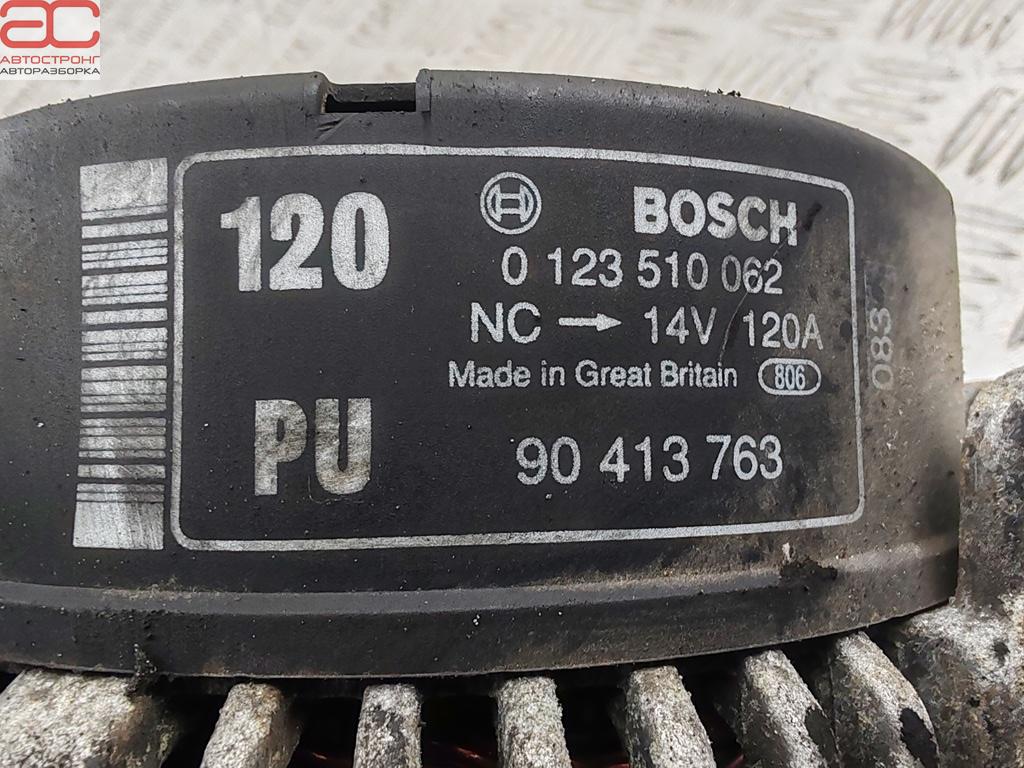 АС
АВТОСТРОНГ
АВТОРАЗБОРКА
120
BOSCH
0 123 510 062
NC → 14V 120A
Made in Great Britain 806
PU
90 413 763